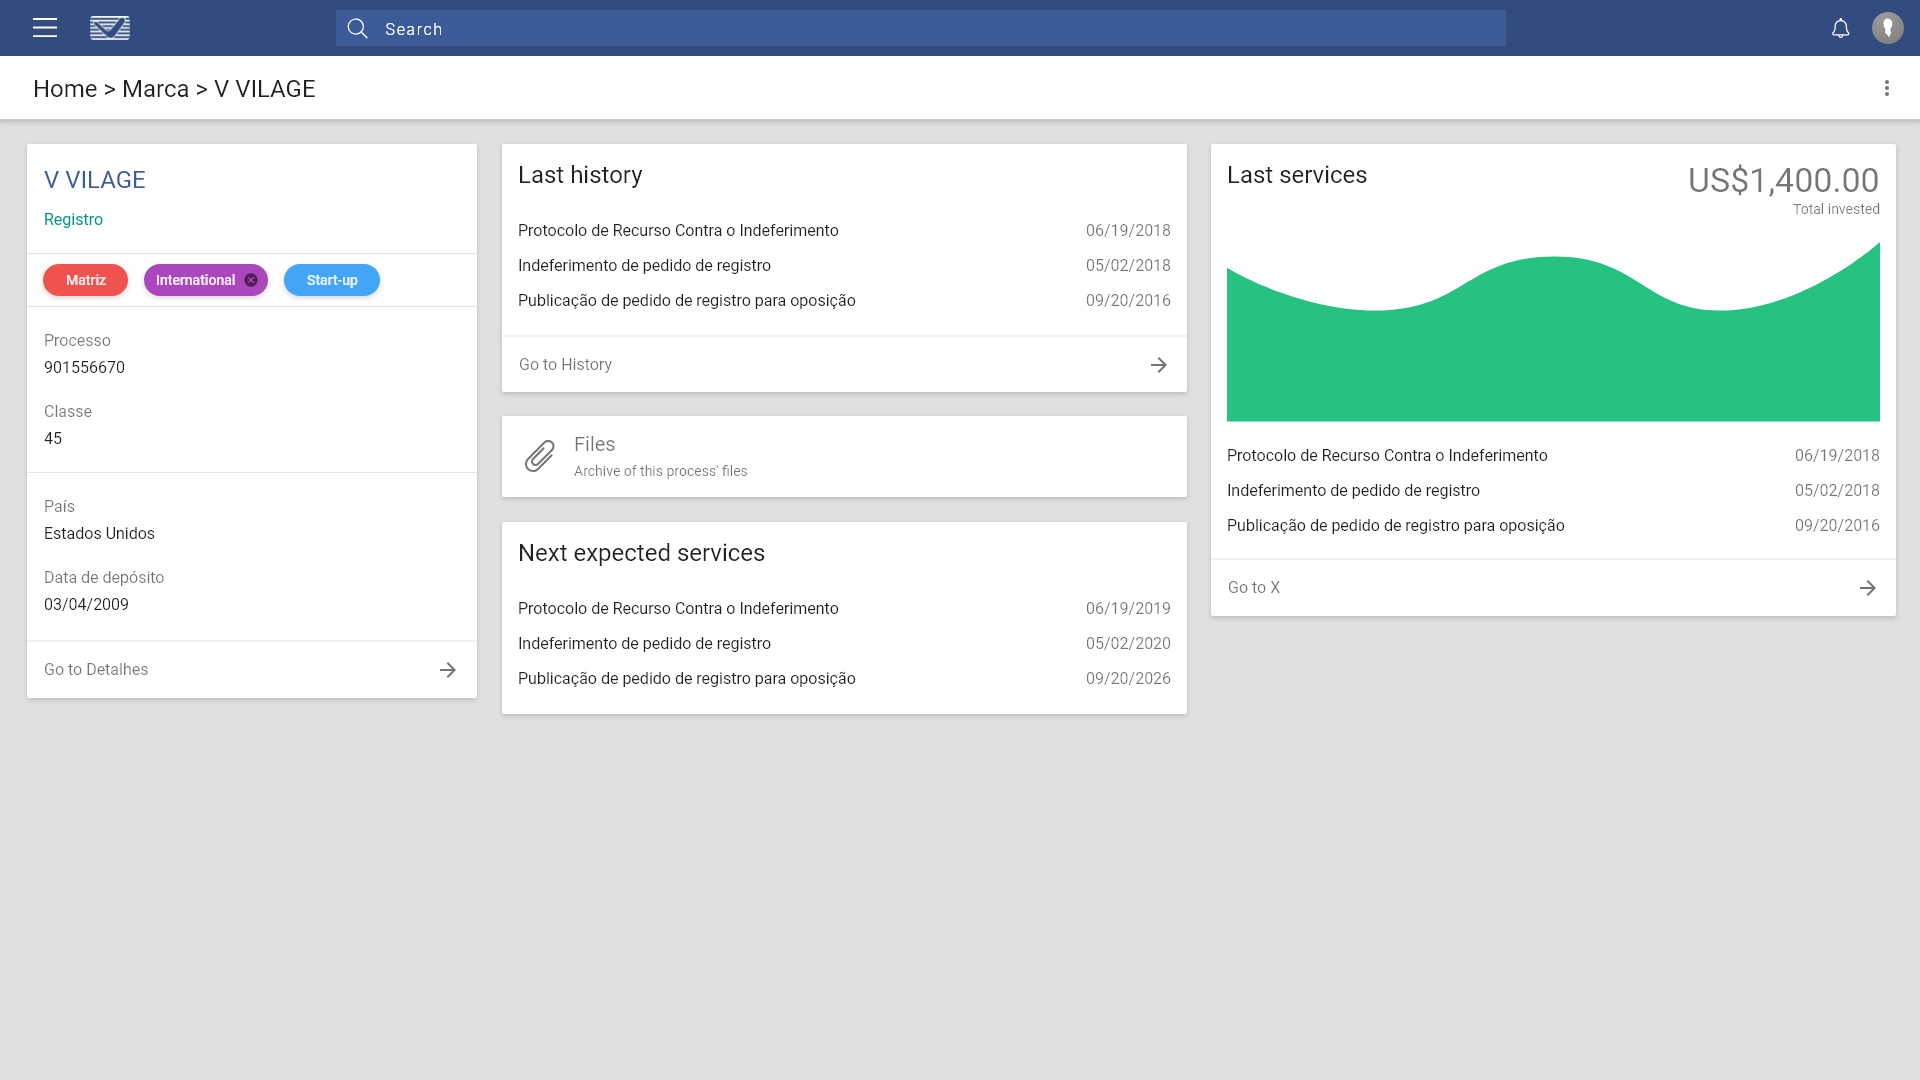 Search
Home > Marca > V VILAGE
V VILAGE
Registro
Matriz
International
Start-up
Processo
901556670
Classe
45
País
Estados Unidos
Data de depósito
03/04/2009
Go to Detalhes
Last history
Protocolo de Recurso Contra o Indeferimento 06/19/2018
Indeferimento de pedido de registro 05/02/2018
Publicação de pedido de registro para oposição 09/20/2016
Go to History
Files
Archive of this process' files
Next expected services
Protocolo de Recurso Contra o Indeferimento 06/19/2019
Indeferimento de pedido de registro 05/02/2020
Publicação de pedido de registro para oposição 09/20/2026
Last services
US$1,400.00
Total invested
Protocolo de Recurso Contra o Indeferimento 06/19/2018
Indeferimento de pedido de registro 05/02/2018
Publicação de pedido de registro para oposição 09/20/2016
Go to X